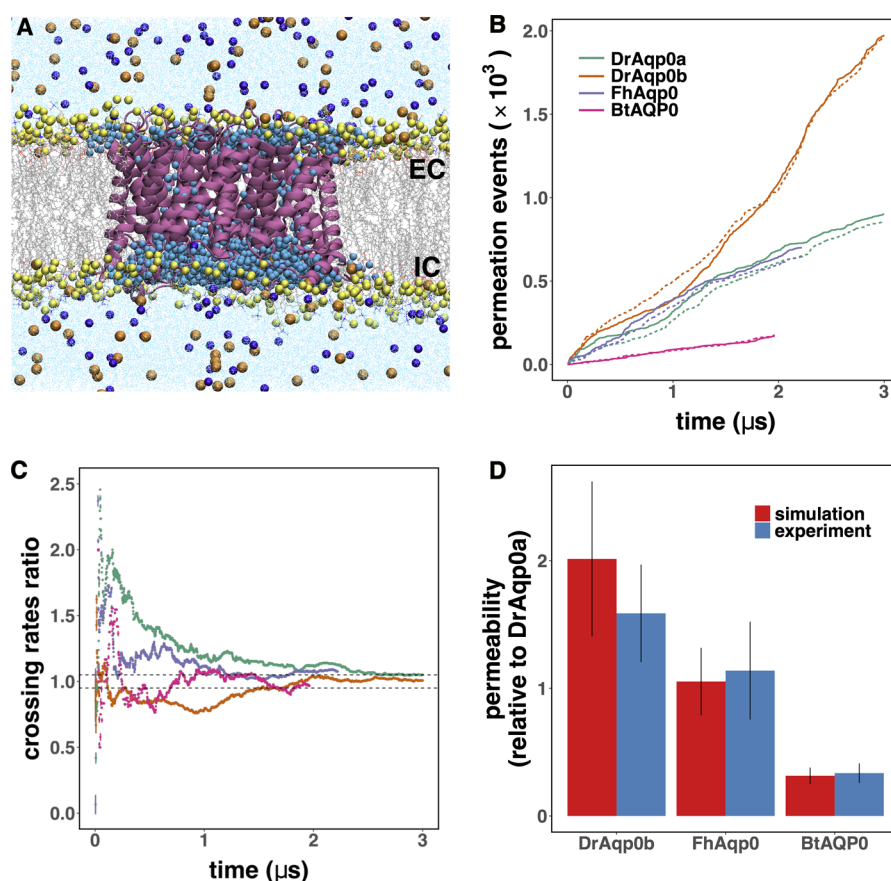 A
EC
IC
B
permeation events ( × 10³ )
2.0
1.5
1.0
0.5
0.0
DrAqp0a
DrAqp0b
FhAqp0
BtAQP0
0 1 2 3
time (µs)
C
crossing rates ratio
2.5
2.0
1.5
1.0
0.5
0.0
0 1 2 3
time (µs)
D
permeability
(relative to DrAqp0a)
2
1
0
simulation
experiment
DrAqp0b FhAqp0 BtAQP0